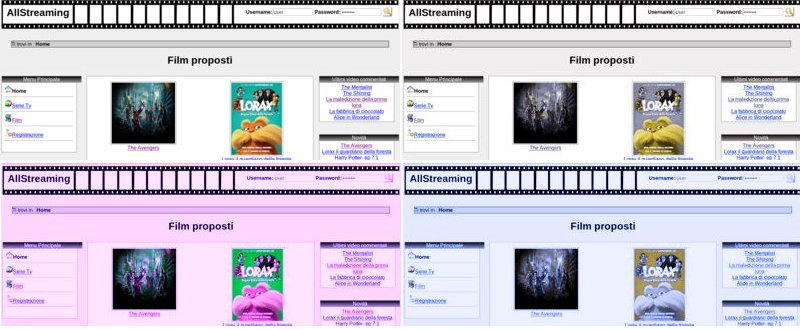 AllStreaming
Username: User Password: ••••••••
Ti trovi in : Home
Film proposti
Menu Principale
Home
Serie Tv
Film
Registrazione
The Avengers
LORAX
Lorax il guardiano della foresta
Ultimi video commentati
The Mentalist
The Shining
La maledizione della prima
luna
La fabbrica di cioccolato
Alice in Wonderland
Novità
The Avengers
Lorax il guardiano della foresta
Harry Potter- ep 7.1
AllStreaming
Username: User Password: ••••••••
Ti trovi in : Home
Film proposti
Menu Principale
Home
Serie Tv
Film
Registrazione
The Avengers
LORAX
Lorax il guardiano della foresta
Ultimi video commentati
The Mentalist
The Shining
La maledizione della prima
luna
La fabbrica di cioccolato
Alice in Wonderland
Novità
The Avengers
Lorax il guardiano della foresta
Harry Potter- ep 7.1
AllStreaming
Username: User Password: ••••••••
Ti trovi in : Home
Film proposti
Menu Principale
Home
Serie Tv
Film
Registrazione
The Avengers
LORAX
Lorax il guardiano della foresta
Ultimi video commentati
The Mentalist
The Shining
La maledizione della prima
luna
La fabbrica di cioccolato
Alice in Wonderland
Novità
The Avengers
Lorax il guardiano della foresta
Harry Potter- ep 7.1
AllStreaming
Username: User Password: ••••••••
Ti trovi in : Home
Film proposti
Menu Principale
Home
Serie Tv
Film
Registrazione
The Avengers
LORAX
Lorax il guardiano della foresta
Ultimi video commentati
The Mentalist
The Shining
La maledizione della prima
luna
La fabbrica di cioccolato
Alice in Wonderland
Novità
The Avengers
Lorax il guardiano della foresta
Harry Potter- ep 7.1